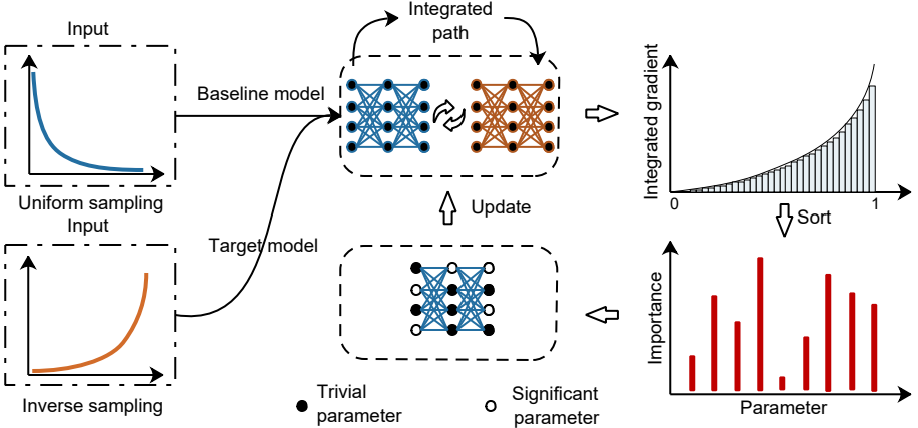 Input
Uniform sampling
Input
Inverse sampling
Baseline model
Target model
Integrated
path
Update
Trivial
parameter
Significant
parameter
Integrated gradient
0
1
Sort
Importance
Parameter